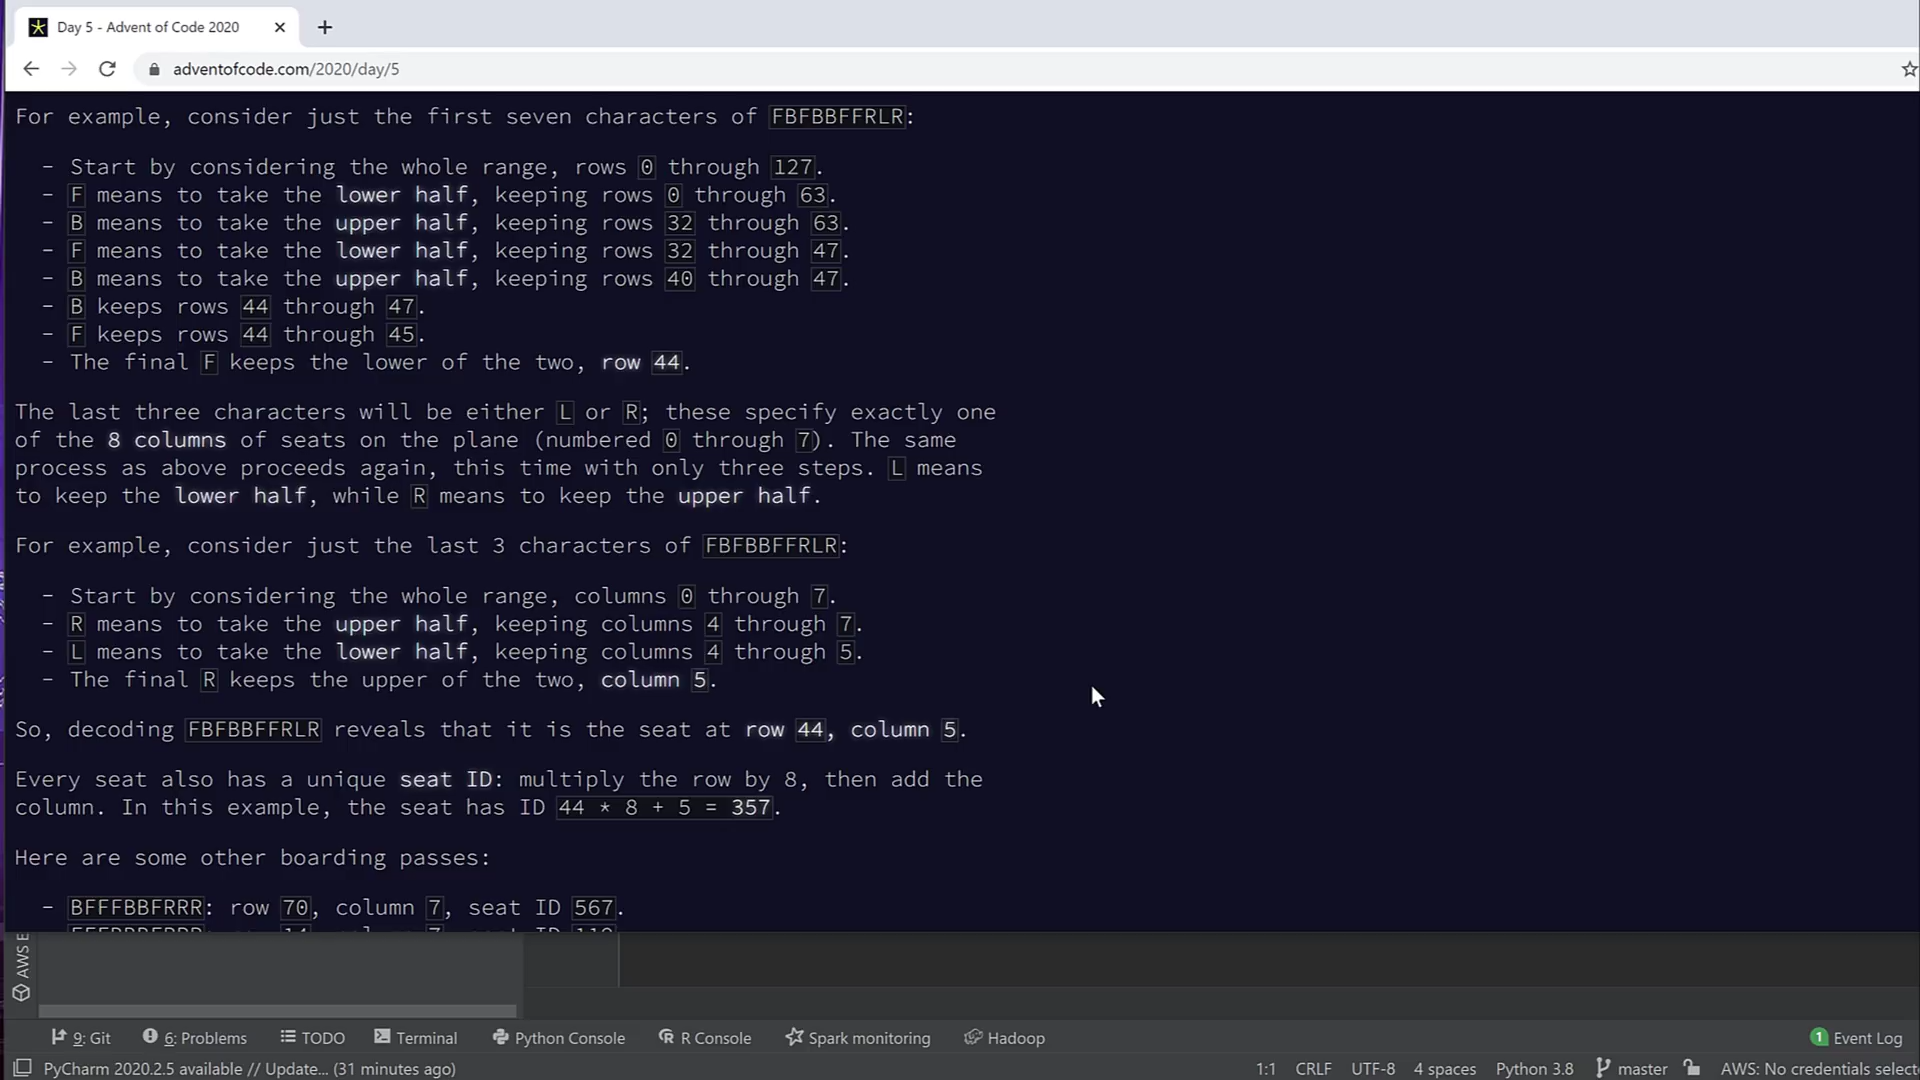 Day 5 - Advent of Code 2020
adventofcode.com/2020/day/5
For example, consider just the first seven characters of FBFBBFFRLR:
- Start by considering the whole range, rows 0 through 127.
- F means to take the lower half, keeping rows 0 through 63.
- B means to take the upper half, keeping rows 32 through 63.
- F means to take the lower half, keeping rows 32 through 47.
- B means to take the upper half, keeping rows 40 through 47.
- B keeps rows 44 through 47.
- F keeps rows 44 through 45.
- The final F keeps the lower of the two, row 44.
The last three characters will be either L or R; these specify exactly one
of the 8 columns of seats on the plane (numbered 0 through 7). The same
process as above proceeds again, this time with only three steps. L means
to keep the lower half, while R means to keep the upper half.
For example, consider just the last 3 characters of FBFBBFFRLR:
- Start by considering the whole range, columns 0 through 7.
- R means to take the upper half, keeping columns 4 through 7.
- L means to take the lower half, keeping columns 4 through 5.
- The final R keeps the upper of the two, column 5.
So, decoding FBFBBFFRLR reveals that it is the seat at row 44, column 5.
Every seat also has a unique seat ID: multiply the row by 8, then add the
column. In this example, the seat has ID 44 * 8 + 5 = 357.
Here are some other boarding passes:
- BFFFBBFRRR: row 70, column 7, seat ID 567.
AWS E
9: Git 6: Problems TODO Terminal Python Console R Console Spark monitoring Hadoop 1 Event Log
PyCharm 2020.2.5 available // Update... (31 minutes ago) 1:1 CRLF UTF-8 4 spaces Python 3.8 master AWS: No credentials select